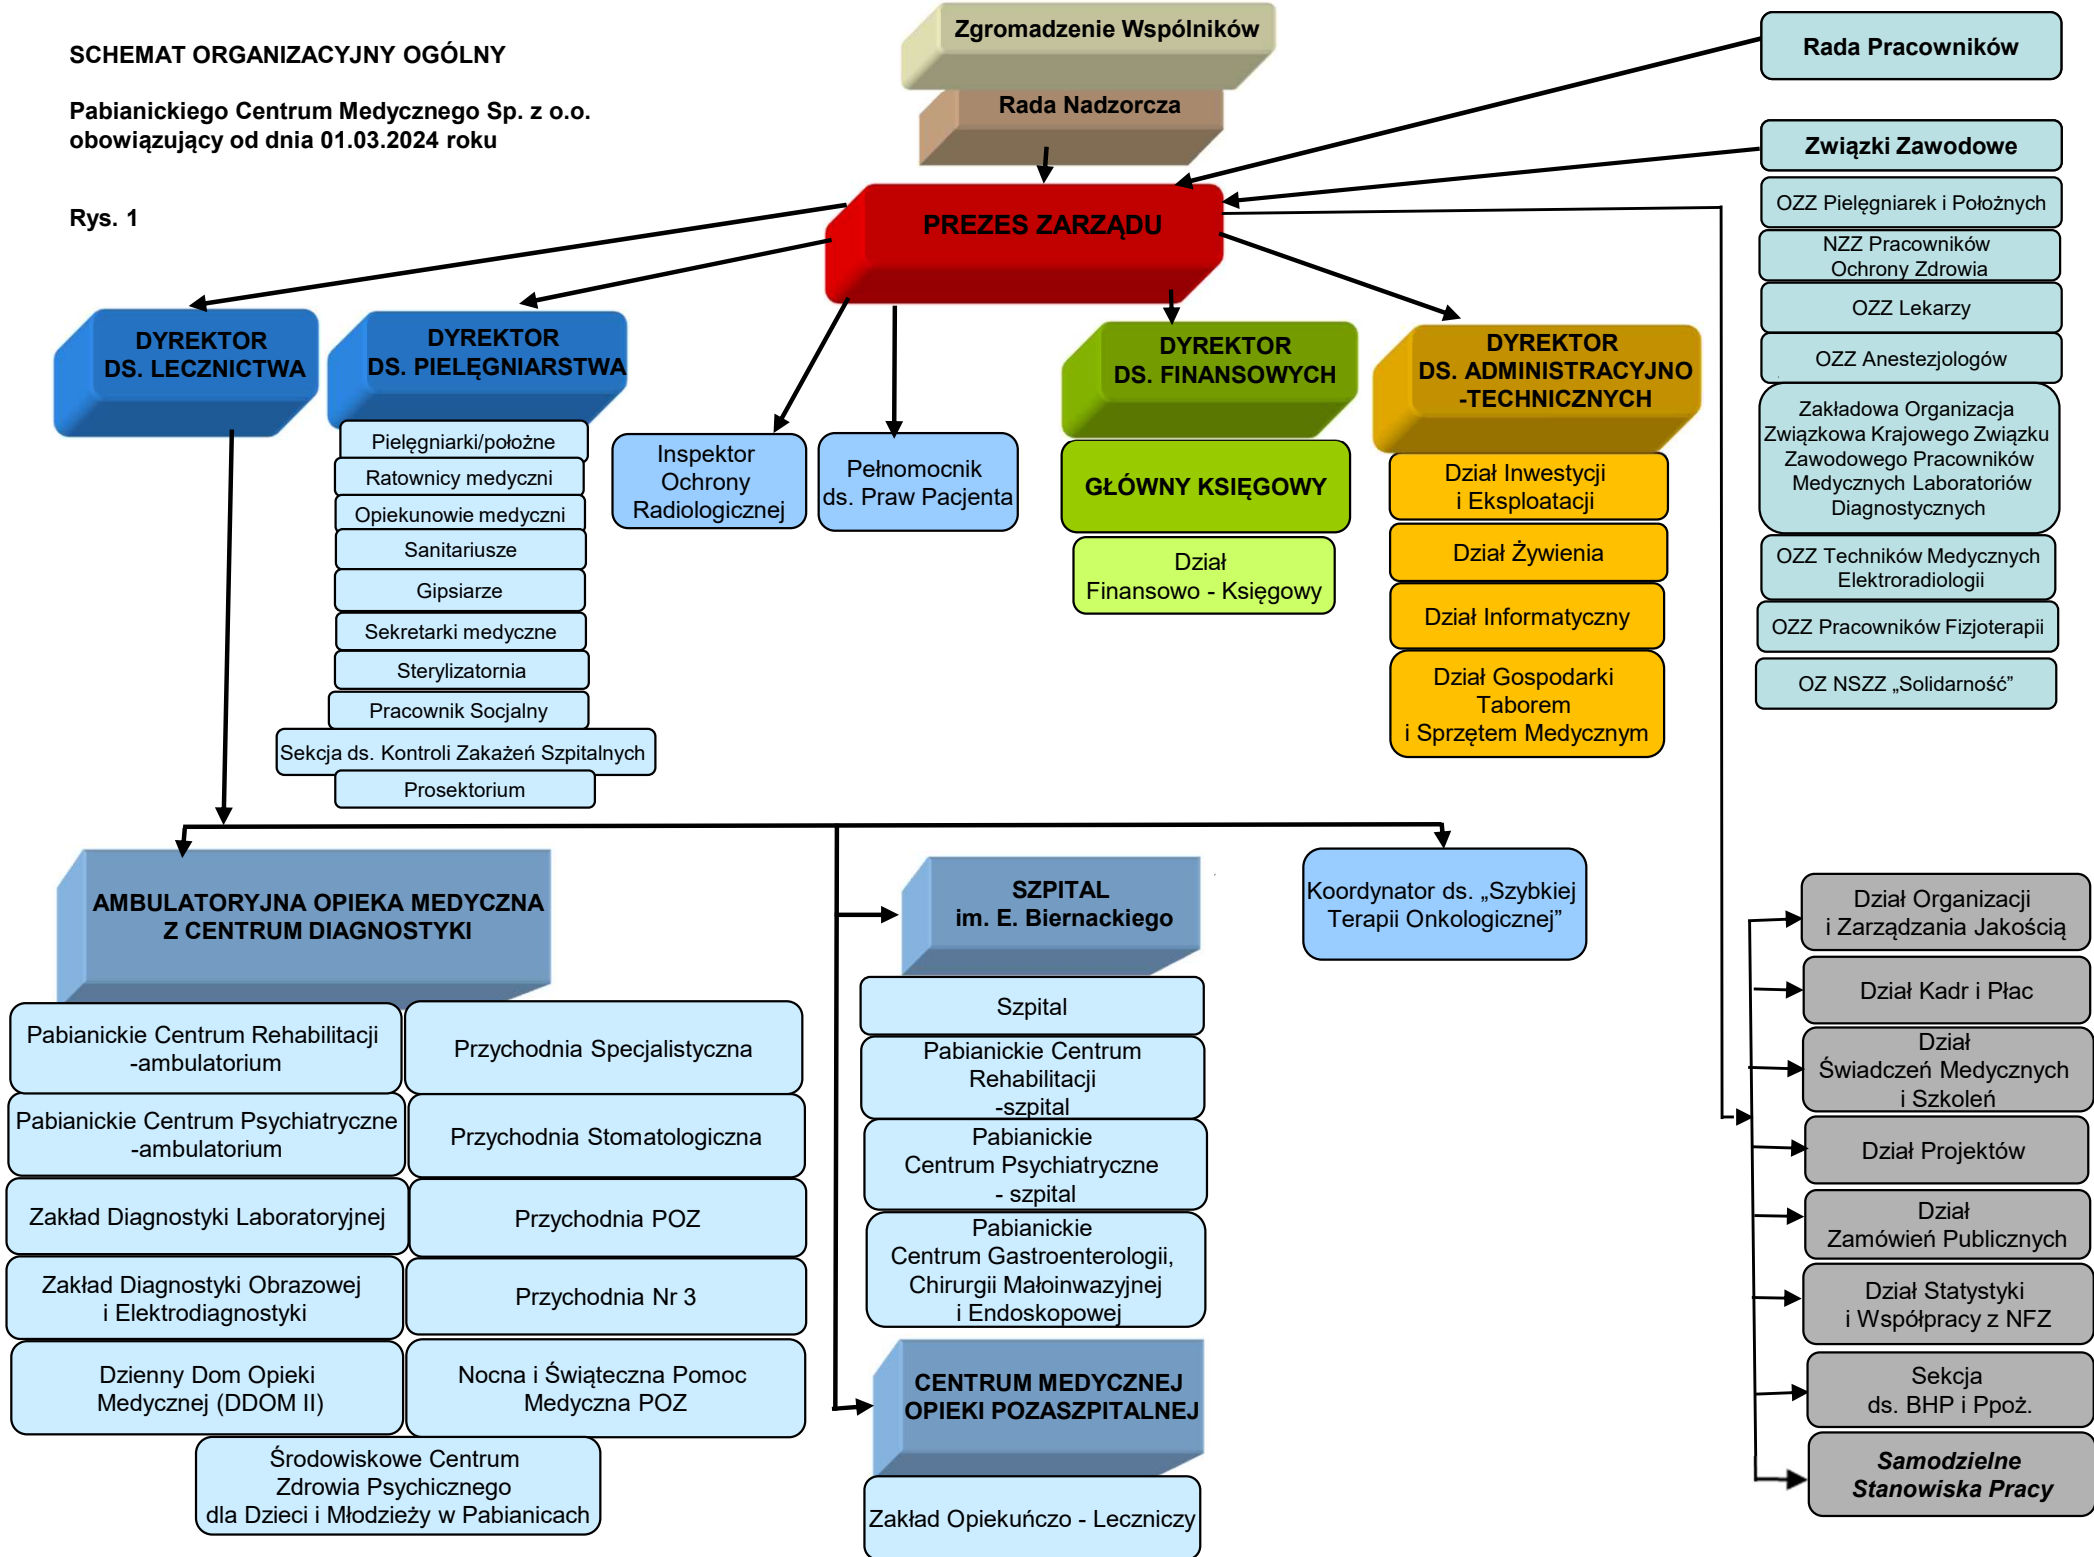 SCHEMAT ORGANIZACYJNY OGÓLNY
Pabianickiego Centrum Medycznego Sp. z o.o.
obowiązujący od dnia 01.03.2024 roku
Rys. 1
Zgromadzenie Wspólników
Rada Nadzorcza
PREZES ZARZĄDU
Rada Pracowników
Związki Zawodowe
OZZ Pielęgniarek i Położnych
NZZ Pracowników
Ochrony Zdrowia
OZZ Lekarzy
OZZ Anestezjologów
Zakładowa Organizacja
Związkowa Krajowego Związku
Zawodowego Pracowników
Medycznych Laboratoriów
Diagnostycznych
OZZ Techników Medycznych
Elektroradiologii
OZZ Pracowników Fizjoterapii
OZ NSZZ „Solidarność”
DYREKTOR
DS. LECZNICTWA
DYREKTOR
DS. PIELĘGNIARSTWA
Pielęgniarki/położne
Ratownicy medyczni
Opiekunowie medyczni
Sanitariusze
Gipsiarze
Sekretarki medyczne
Sterylizatornia
Pracownik Socjalny
Sekcja ds. Kontroli Zakażeń Szpitalnych
Prosektorium
Inspektor
Ochrony
Radiologicznej
Pełnomocnik
ds. Praw Pacjenta
DYREKTOR
DS. FINANSOWYCH
GŁÓWNY KSIĘGOWY
Dział
Finansowo - Księgowy
DYREKTOR
DS. ADMINISTRACYJNO
-TECHNICZNYCH
Dział Inwestycji
i Eksploatacji
Dział Żywienia
Dział Informatyczny
Dział Gospodarki
Taborem
i Sprzętem Medycznym
AMBULATORYJNA OPIEKA MEDYCZNA
Z CENTRUM DIAGNOSTYKI
Pabianickie Centrum Rehabilitacji
-ambulatorium
Przychodnia Specjalistyczna
Pabianickie Centrum Psychiatryczne
-ambulatorium
Przychodnia Stomatologiczna
Zakład Diagnostyki Laboratoryjnej
Przychodnia POZ
Zakład Diagnostyki Obrazowej
i Elektrodiagnostyki
Przychodnia Nr 3
Dzienny Dom Opieki
Medycznej (DDOM II)
Nocna i Świąteczna Pomoc
Medyczna POZ
Środowiskowe Centrum
Zdrowia Psychicznego
dla Dzieci i Młodzieży w Pabianicach
SZPITAL
im. E. Biernackiego
Szpital
Pabianickie Centrum
Rehabilitacji
-szpital
Pabianickie
Centrum Psychiatryczne
- szpital
Pabianickie
Centrum Gastroenterologii,
Chirurgii Małoinwazyjnej
i Endoskopowej
CENTRUM MEDYCZNEJ
OPIEKI POZASZPITALNEJ
Zakład Opiekuńczo - Leczniczy
Koordynator ds. „Szybkiej
Terapii Onkologicznej”
Dział Organizacji
i Zarządzania Jakością
Dział Kadr i Płac
Dział
Świadczeń Medycznych
i Szkoleń
Dział Projektów
Dział
Zamówień Publicznych
Dział Statystyki
i Współpracy z NFZ
Sekcja
ds. BHP i Ppoż.
Samodzielne
Stanowiska Pracy